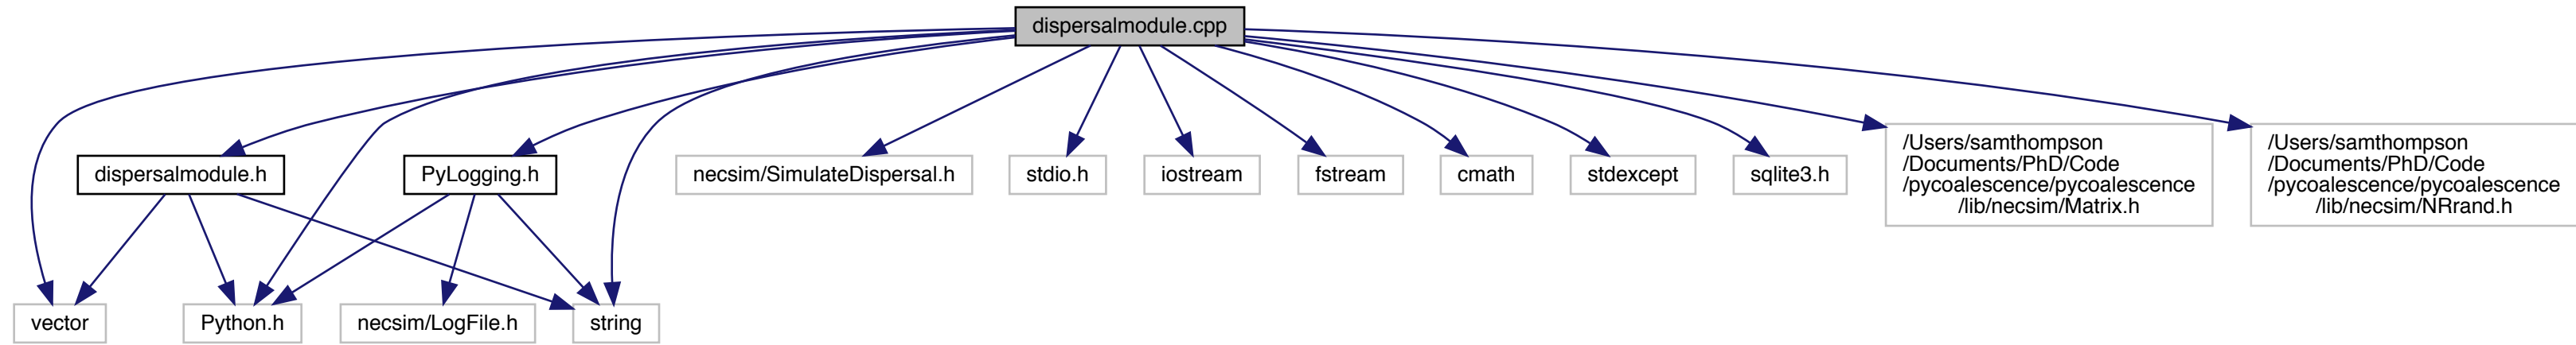 dispersalmodule.cpp
dispersalmodule.h
PyLogging.h
necsim/SimulateDispersal.h
stdio.h
iostream
fstream
cmath
stdexcept
sqlite3.h
/Users/samthompson
/Documents/PhD/Code
/pycoalescence/pycoalescence
/lib/necsim/Matrix.h
/Users/samthompson
/Documents/PhD/Code
/pycoalescence/pycoalescence
/lib/necsim/NRrand.h
vector
Python.h
necsim/LogFile.h
string